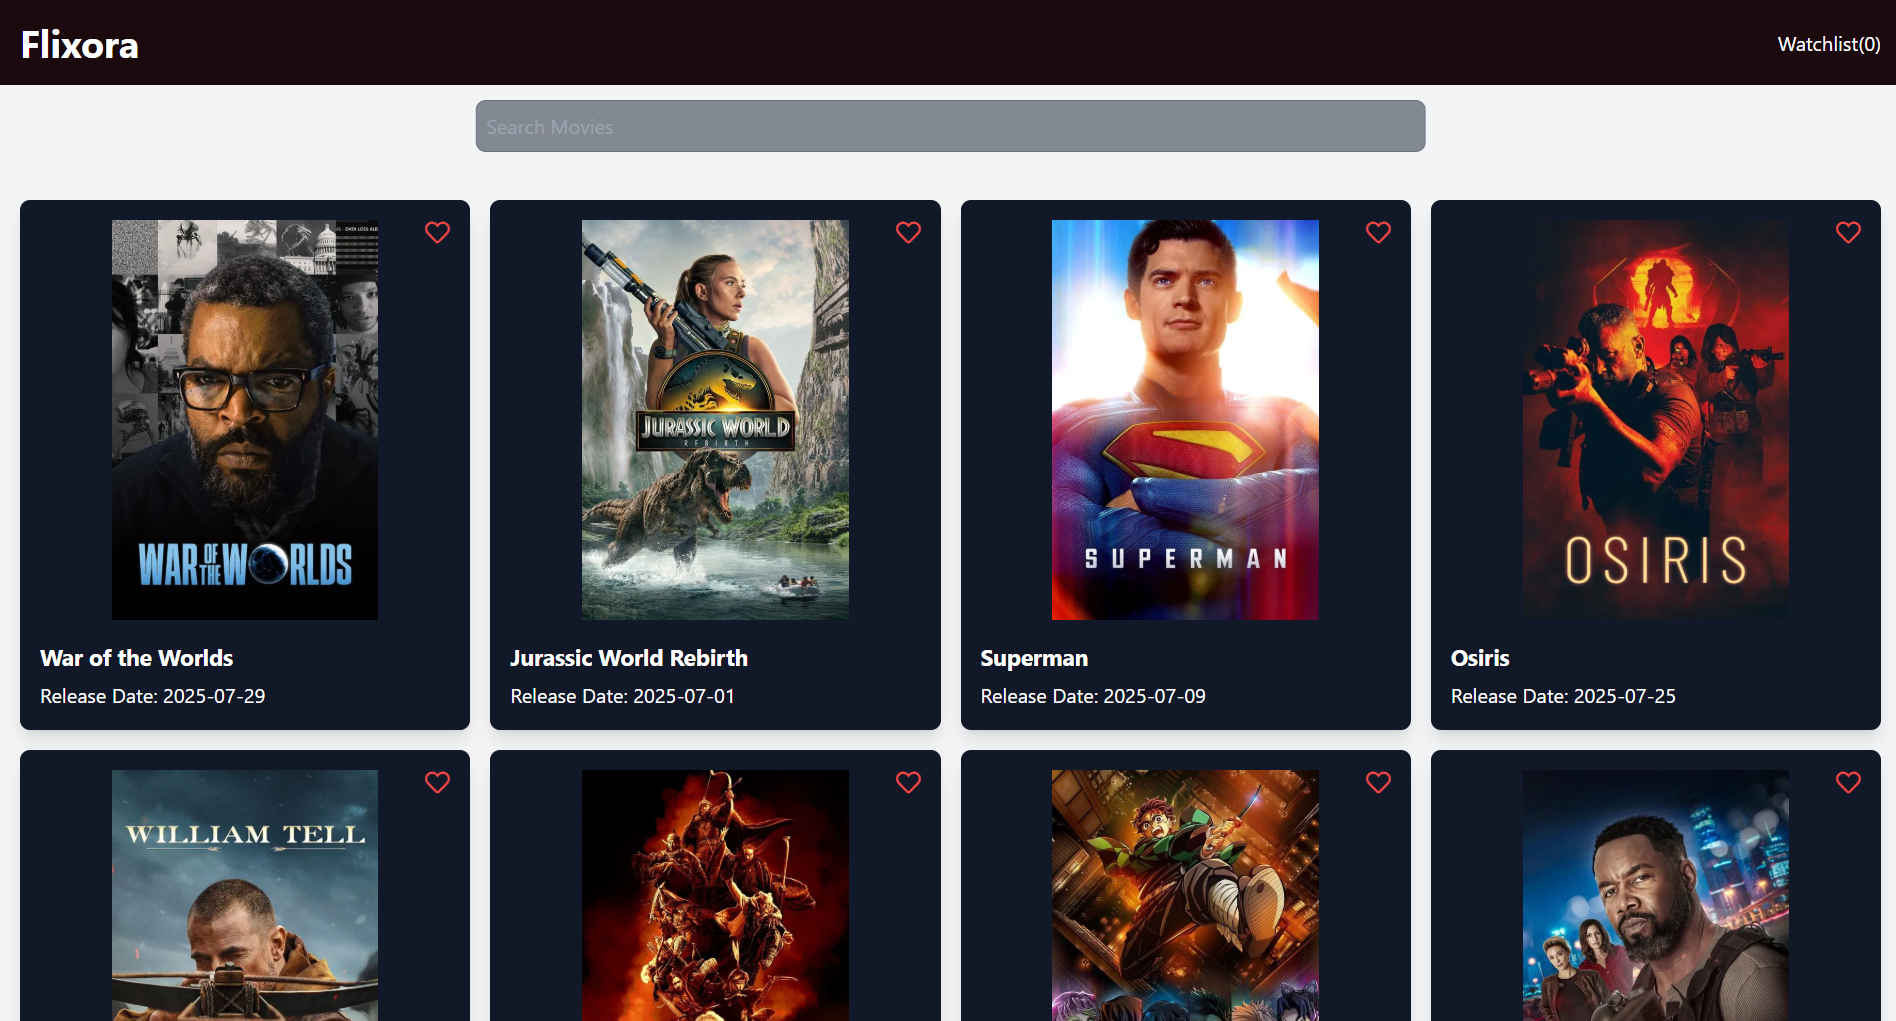 Flixora
Watchlist(0)
Search Movies
DATA LOSS
WAR OF THE WORLDS
JURASSIC WORLD
REBIRTH
SUPERMAN
OSIRIS
War of the Worlds
Release Date: 2025-07-29
Jurassic World Rebirth
Release Date: 2025-07-01
Superman
Release Date: 2025-07-09
Osiris
Release Date: 2025-07-25
WILLIAM TELL